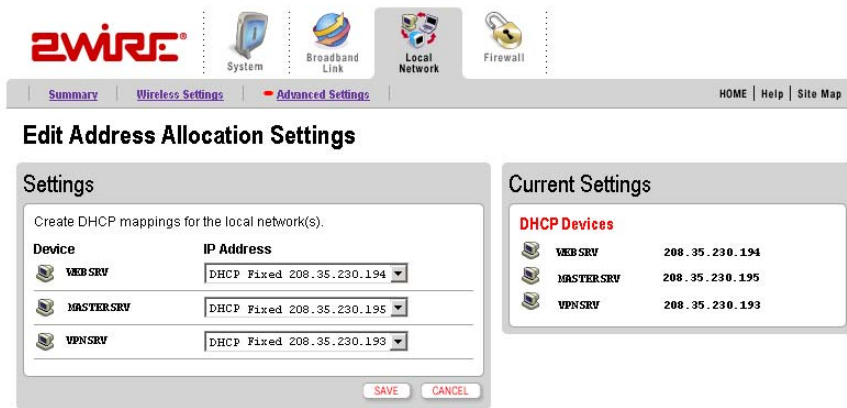 2WIRE®
System
Broadband Link
Local Network
Firewall
Summary | Wireless Settings | Advanced Settings
HOME | Help | Site Map
Edit Address Allocation Settings
Settings
Create DHCP mappings for the local network(s).
Device IP Address
WEBSRV DHCP Fixed 208.35.230.194
MASTERSRV DHCP Fixed 208.35.230.195
VPNSRV DHCP Fixed 208.35.230.193
SAVE CANCEL
Current Settings
DHCP Devices
WEBSRV 208.35.230.194
MASTERSRV 208.35.230.195
VPNSRV 208.35.230.193